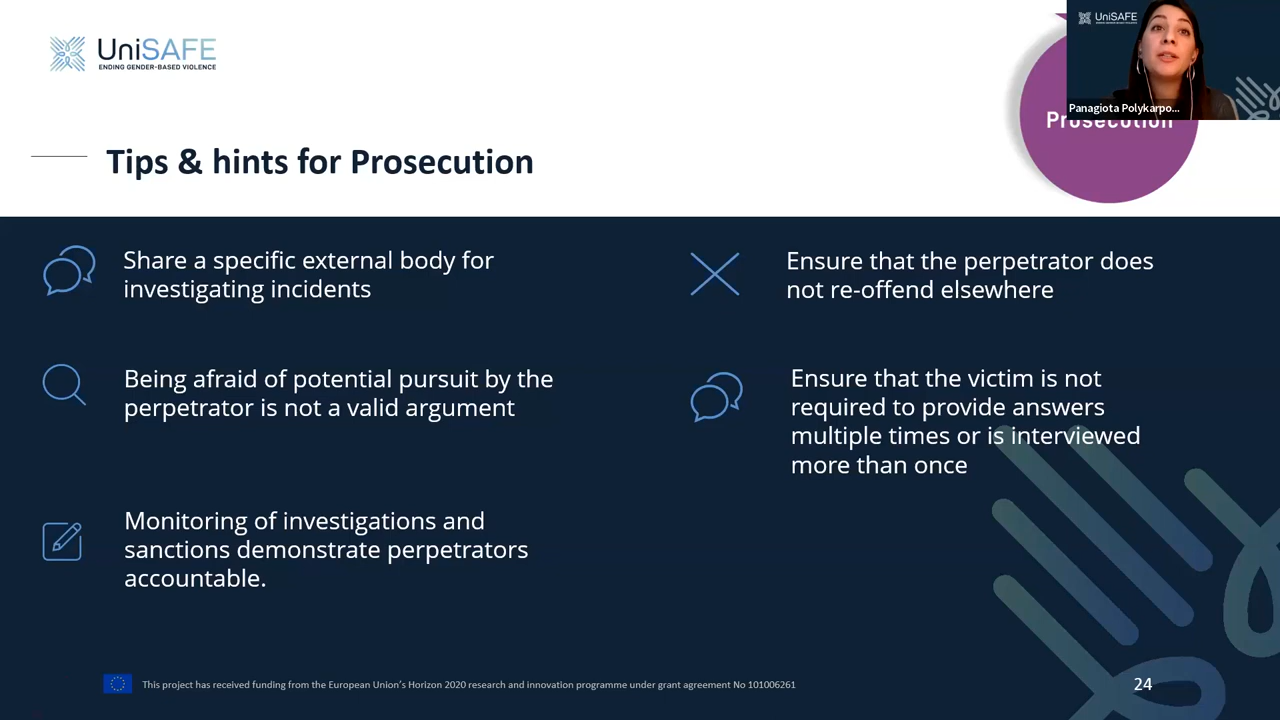 UniSAFE
ENDING GENDER-BASED VIOLENCE
UniSAFE
Panagiota Polykarpo...
Prosecution
Tips & hints for Prosecution
Share a specific external body for
investigating incidents
Being afraid of potential pursuit by the
perpetrator is not a valid argument
Monitoring of investigations and
sanctions demonstrate perpetrators
accountable.
Ensure that the perpetrator does
not re-offend elsewhere
Ensure that the victim is not
required to provide answers
multiple times or is interviewed
more than once
This project has received funding from the European Union's Horizon 2020 research and innovation programme under grant agreement No 101006261
24